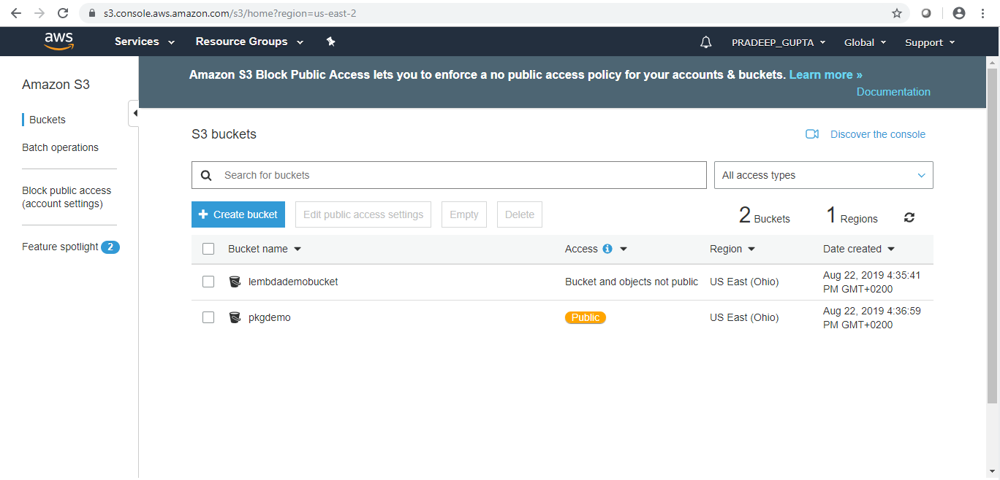 s3.console.aws.amazon.com/s3/home?region=us-east-2
aws Services Resource Groups PRADEEP_GUPTA Global Support
Amazon S3
Buckets
Batch operations
Block public access
(account settings)
Feature spotlight 2
Amazon S3 Block Public Access lets you to enforce a no public access policy for your accounts & buckets. Learn more »
Documentation
S3 buckets Discover the console
Search for buckets All access types
+ Create bucket Edit public access settings Empty Delete 2 Buckets 1 Regions
Bucket name Access Region Date created
lembdademobucket Bucket and objects not public US East (Ohio) Aug 22, 2019 4:35:41
PM GMT+0200
pkgdemo Public US East (Ohio) Aug 22, 2019 4:36:59
PM GMT+0200